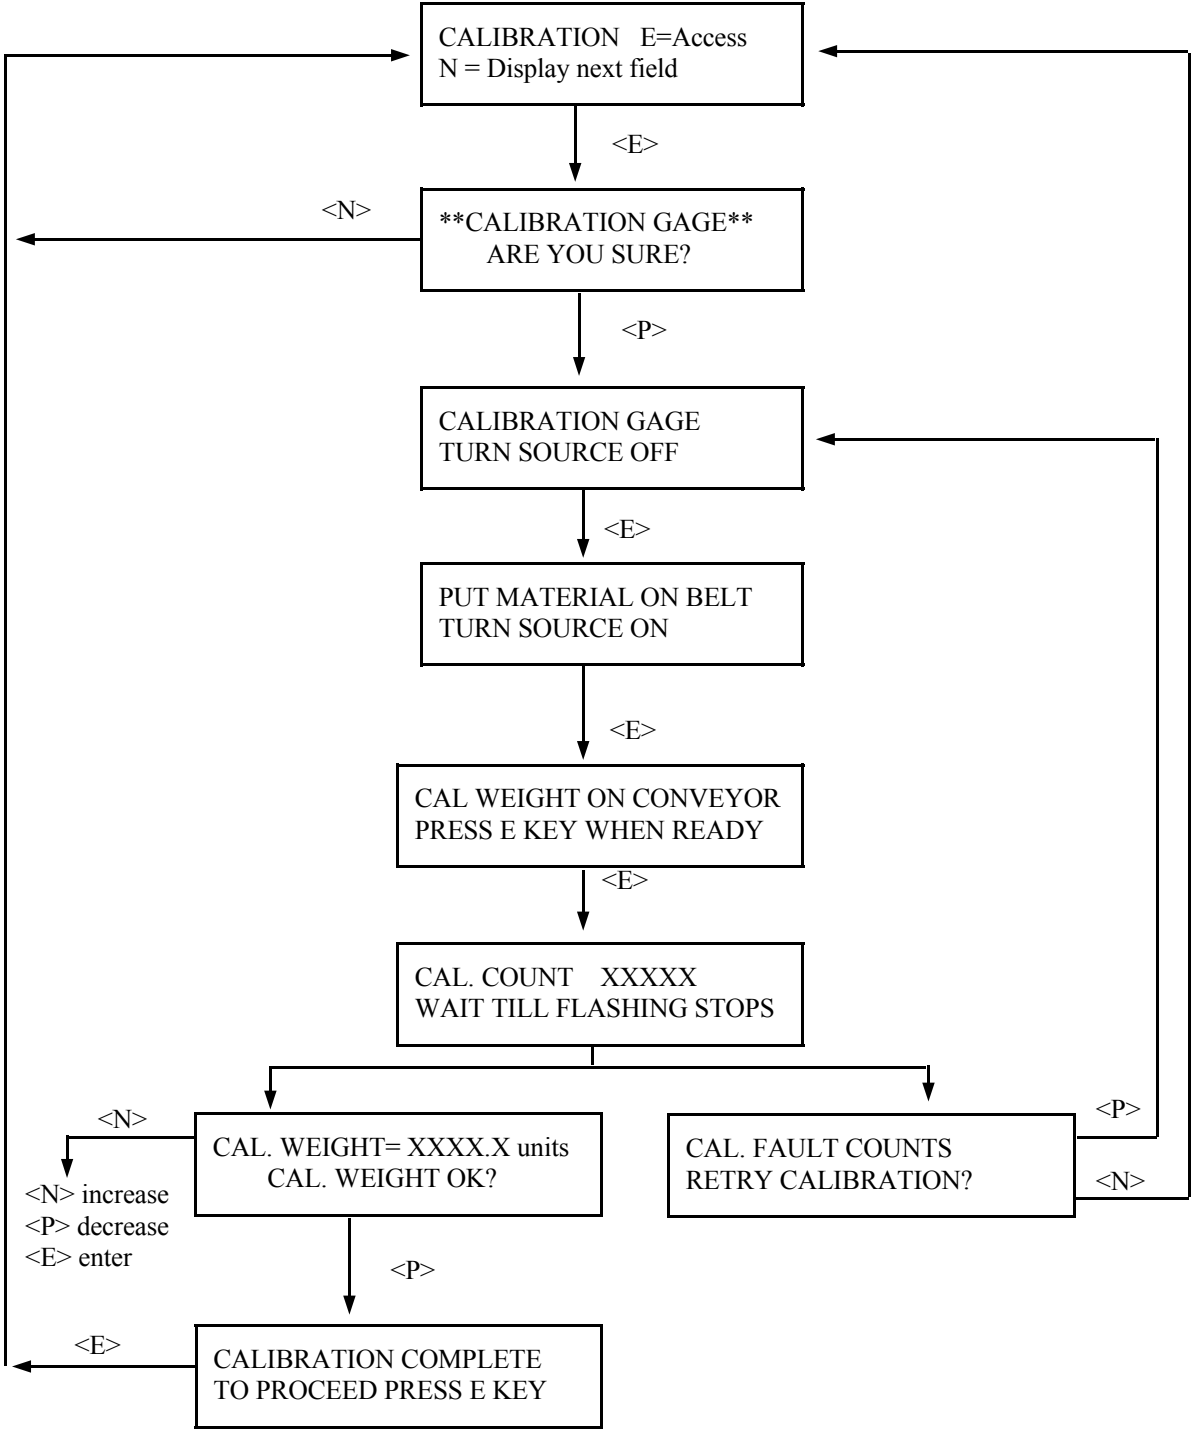 CALIBRATION E=Access
N = Display next field
<E>
<N>
**CALIBRATION GAGE**
ARE YOU SURE?
<P>
CALIBRATION GAGE
TURN SOURCE OFF
<E>
PUT MATERIAL ON BELT
TURN SOURCE ON
<E>
CAL WEIGHT ON CONVEYOR
PRESS E KEY WHEN READY
<E>
CAL. COUNT XXXXX
WAIT TILL FLASHING STOPS
<N>
CAL. WEIGHT= XXXX.X units
CAL. WEIGHT OK?
<N> increase
<P> decrease
<E> enter
<P>
CAL. FAULT COUNTS
RETRY CALIBRATION?
<N>
<P>
<E>
CALIBRATION COMPLETE
TO PROCEED PRESS E KEY